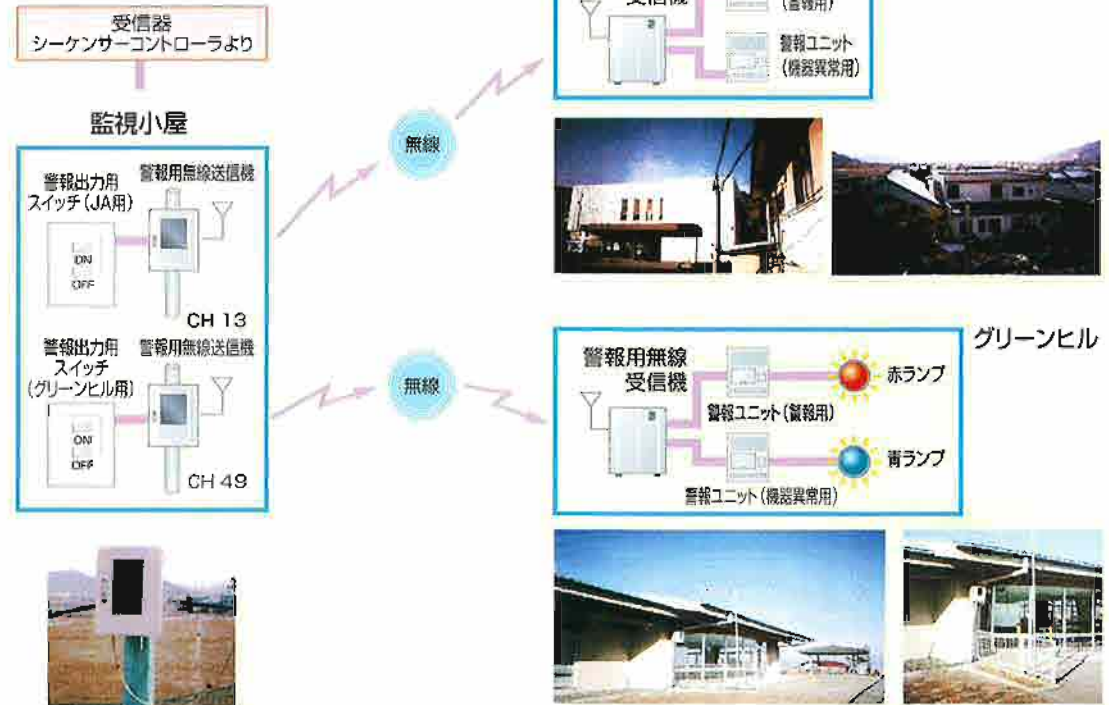 受信器
シーケンサーコントローラより
監視小屋
警報出力用
スイッチ（JA用）
警報用無線送信機
ON
OFF
CH 13
警報出力用
スイッチ
（グリーンヒル用）
警報用無線送信機
ON
OFF
CH 49
無線
無線
受信機
（警報用）
警報ユニット
（機器異常用）
グリーンヒル
警報用無線
受信機
警報ユニット（警報用）
赤ランプ
警報ユニット（機器異常用）
青ランプ